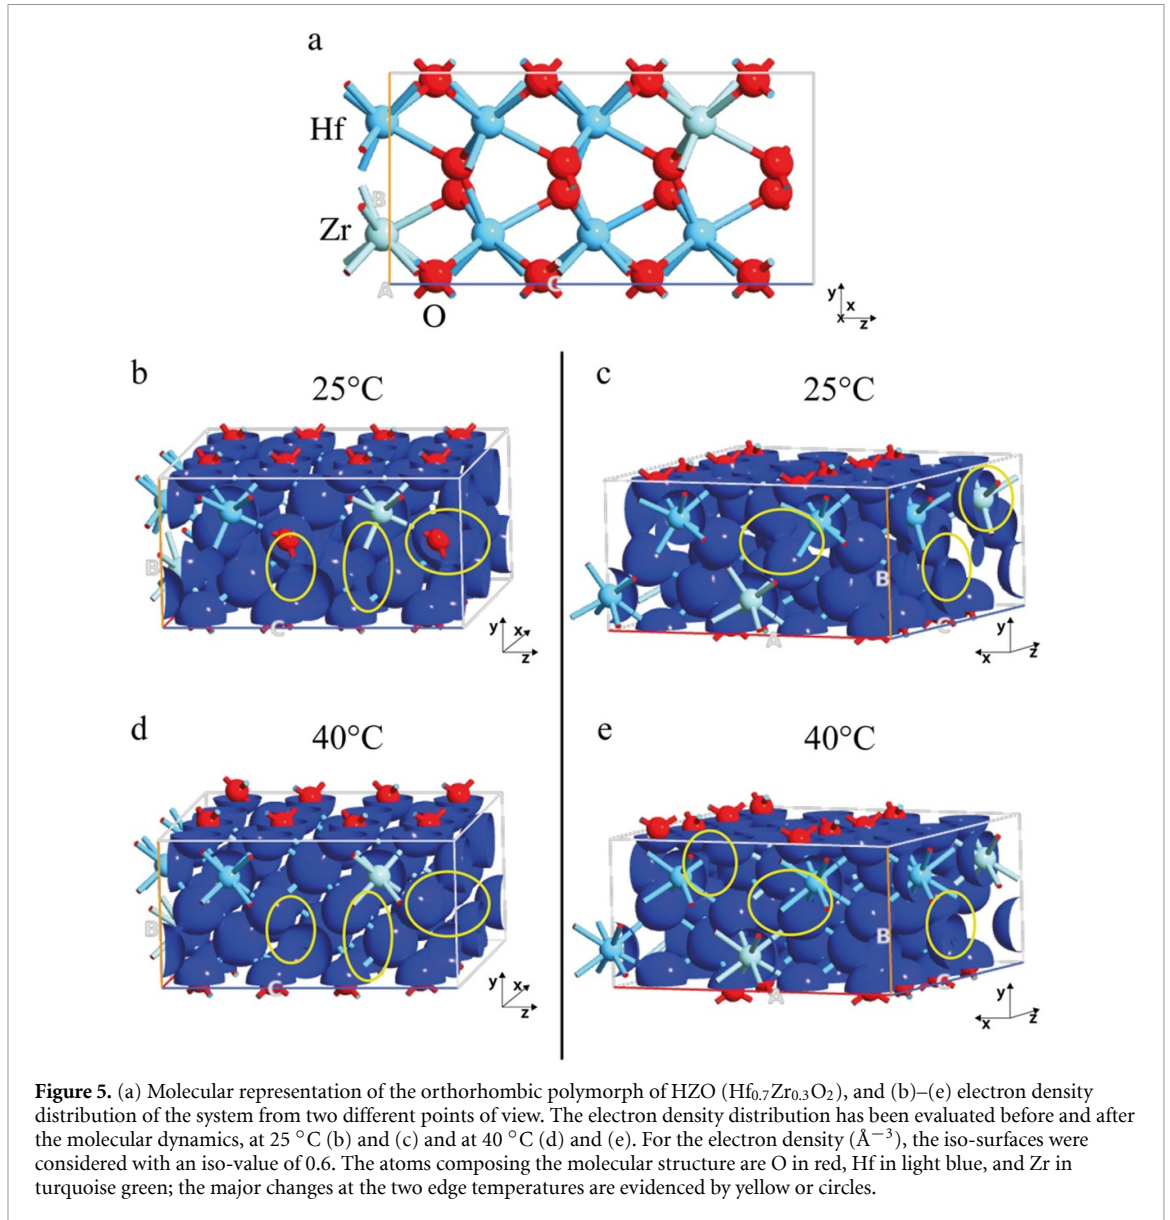 a
Hf
B
Zr
A
C
O
y
x
x
z
b
25°C
c
25°C
B
C
y
x
z
B
C
A
y
x
z
d
40°C
e
40°C
B
C
y
x
z
B
C
A
y
x
z
Figure 5. (a) Molecular representation of the orthorhombic polymorph of HZO (Hf₀.₇Zr₀.₃O₂), and (b)–(e) electron density
distribution of the system from two different points of view. The electron density distribution has been evaluated before and after
the molecular dynamics, at 25 °C (b) and (c) and at 40 °C (d) and (e). For the electron density (Å⁻³), the iso-surfaces were
considered with an iso-value of 0.6. The atoms composing the molecular structure are O in red, Hf in light blue, and Zr in
turquoise green; the major changes at the two edge temperatures are evidenced by yellow or circles.